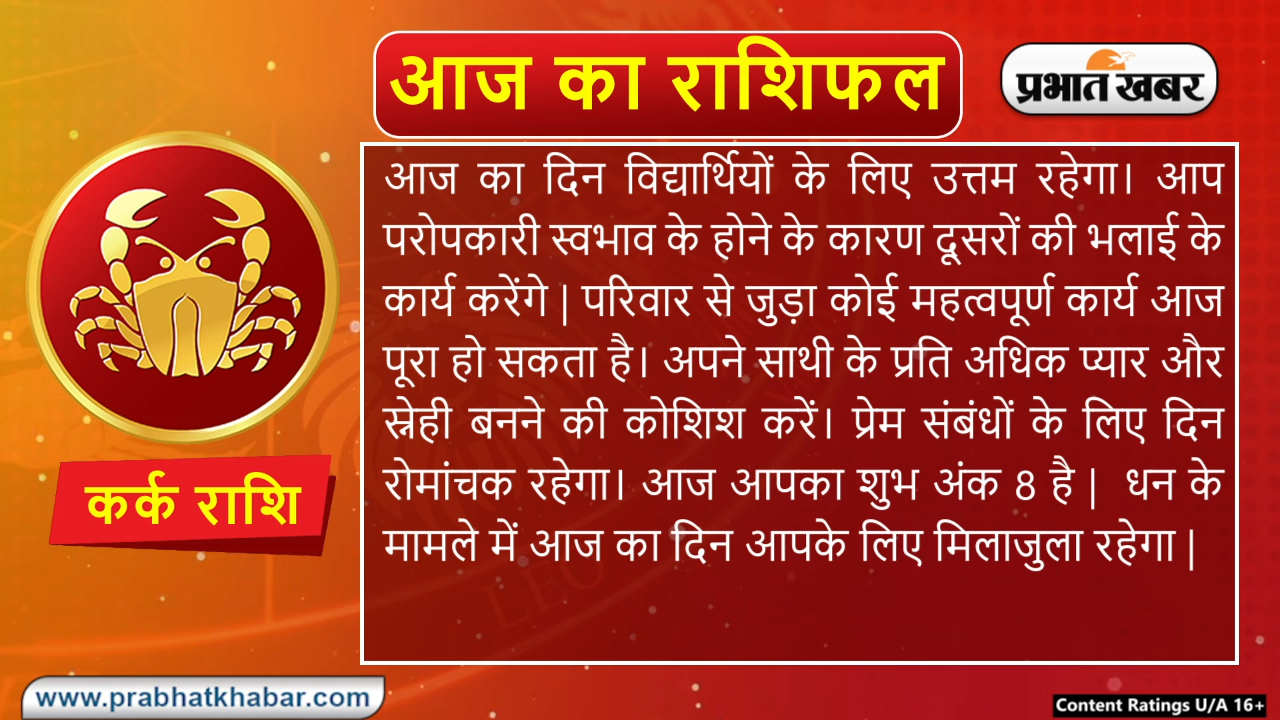 आज का राशिफल
प्रभात खबर
आज का दिन विद्यार्थियों के लिए उत्तम रहेगा। आप
परोपकारी स्वभाव के होने के कारण दूसरों की भलाई के
कार्य करेंगे | परिवार से जुड़ा कोई महत्वपूर्ण कार्य आज
पूरा हो सकता है। अपने साथी के प्रति अधिक प्यार और
स्नेही बनने की कोशिश करें। प्रेम संबंधों के लिए दिन
रोमांचक रहेगा। आज आपका शुभ अंक 8 है | धन के
मामले में आज का दिन आपके लिए मिलाजुला रहेगा |
कर्क राशि
LEO
www.prabhatkhabar.com
Content Ratings U/A 16+